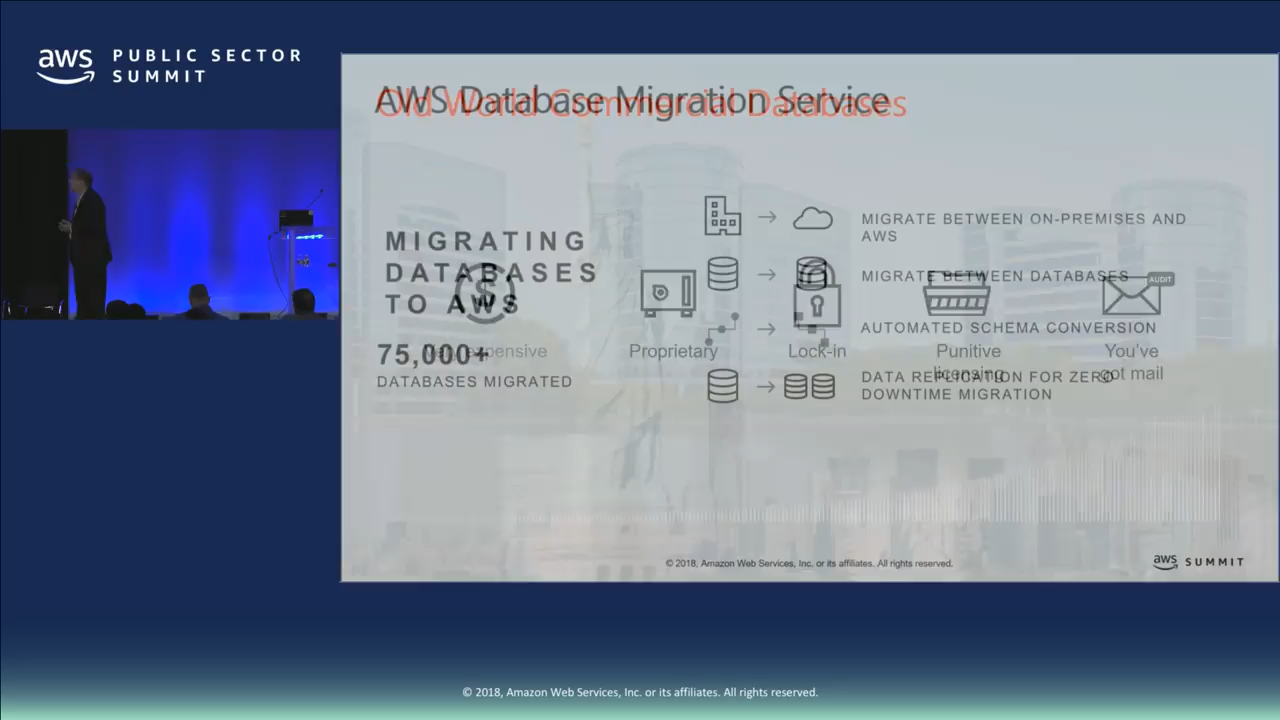 aws PUBLIC SECTOR
SUMMIT
AWS Database Migration Service
Old World Commercial Databases
MIGRATING
DATABASES
TO AWS
75,000+
DATABASES MIGRATED
MIGRATE BETWEEN ON-PREMISES AND
AWS
MIGRATE BETWEEN DATABASES
AUTOMATED SCHEMA CONVERSION
DATA REPLICATION FOR ZERO
DOWNTIME MIGRATION
$
Very expensive
Proprietary
Lock-in
Punitive
licensing
AUDIT
You've
got mail
© 2018, Amazon Web Services, Inc. or its affiliates. All rights reserved.
aws SUMMIT
© 2018, Amazon Web Services, Inc. or its affiliates. All rights reserved.